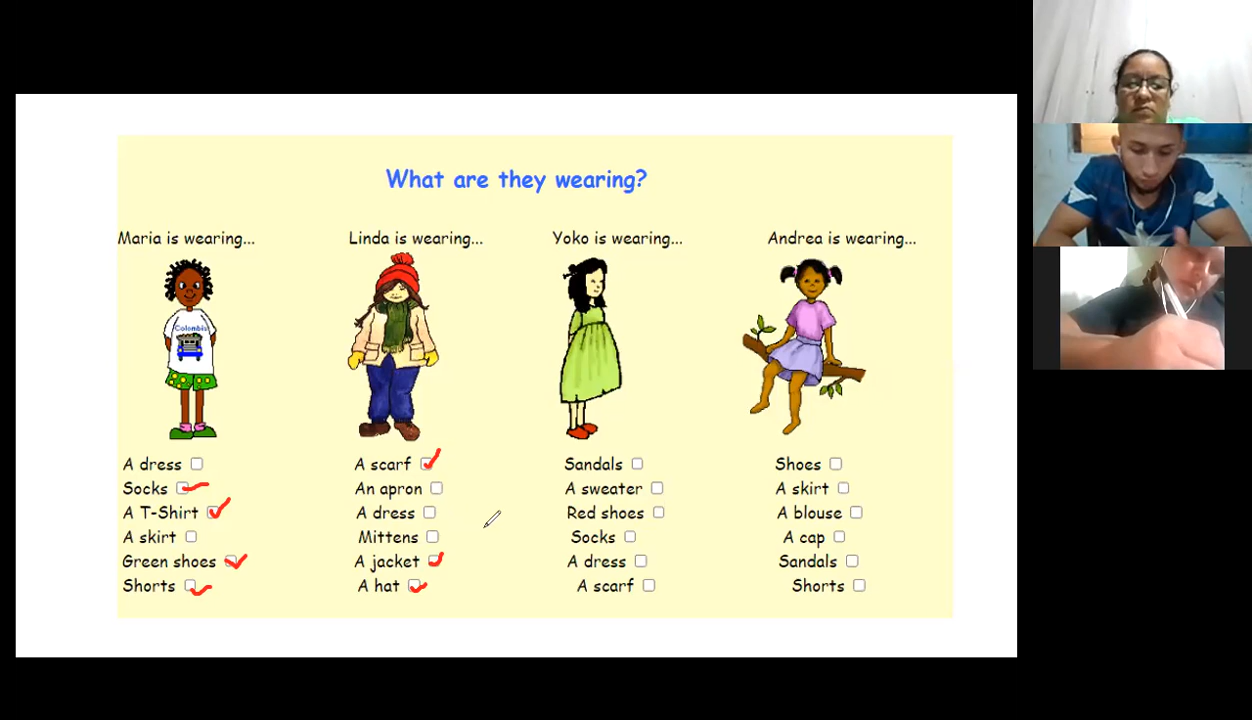 What are they wearing?
Maria is wearing...
Linda is wearing...
Yoko is wearing...
Andrea is wearing...
Colombia
A dress
Socks
A T-Shirt
A skirt
Green shoes
Shorts
A scarf
An apron
A dress
Mittens
A jacket
A hat
Sandals
A sweater
Red shoes
Socks
A dress
A scarf
Shoes
A skirt
A blouse
A cap
Sandals
Shorts